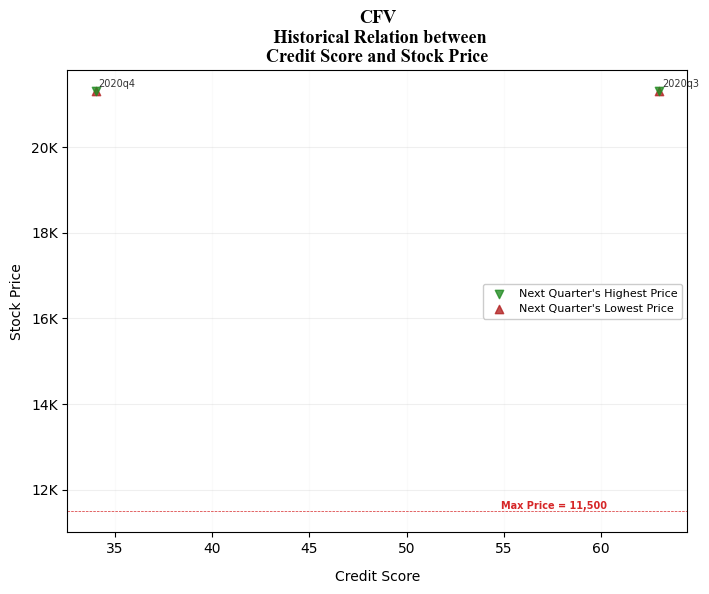 CFV
Historical Relation between
Credit Score and Stock Price
2020q4
2020q3
20K
18K
16K
14K
12K
Stock Price
Next Quarter's Highest Price
Next Quarter's Lowest Price
Max Price = 11,500
35
40
45
50
55
60
Credit Score